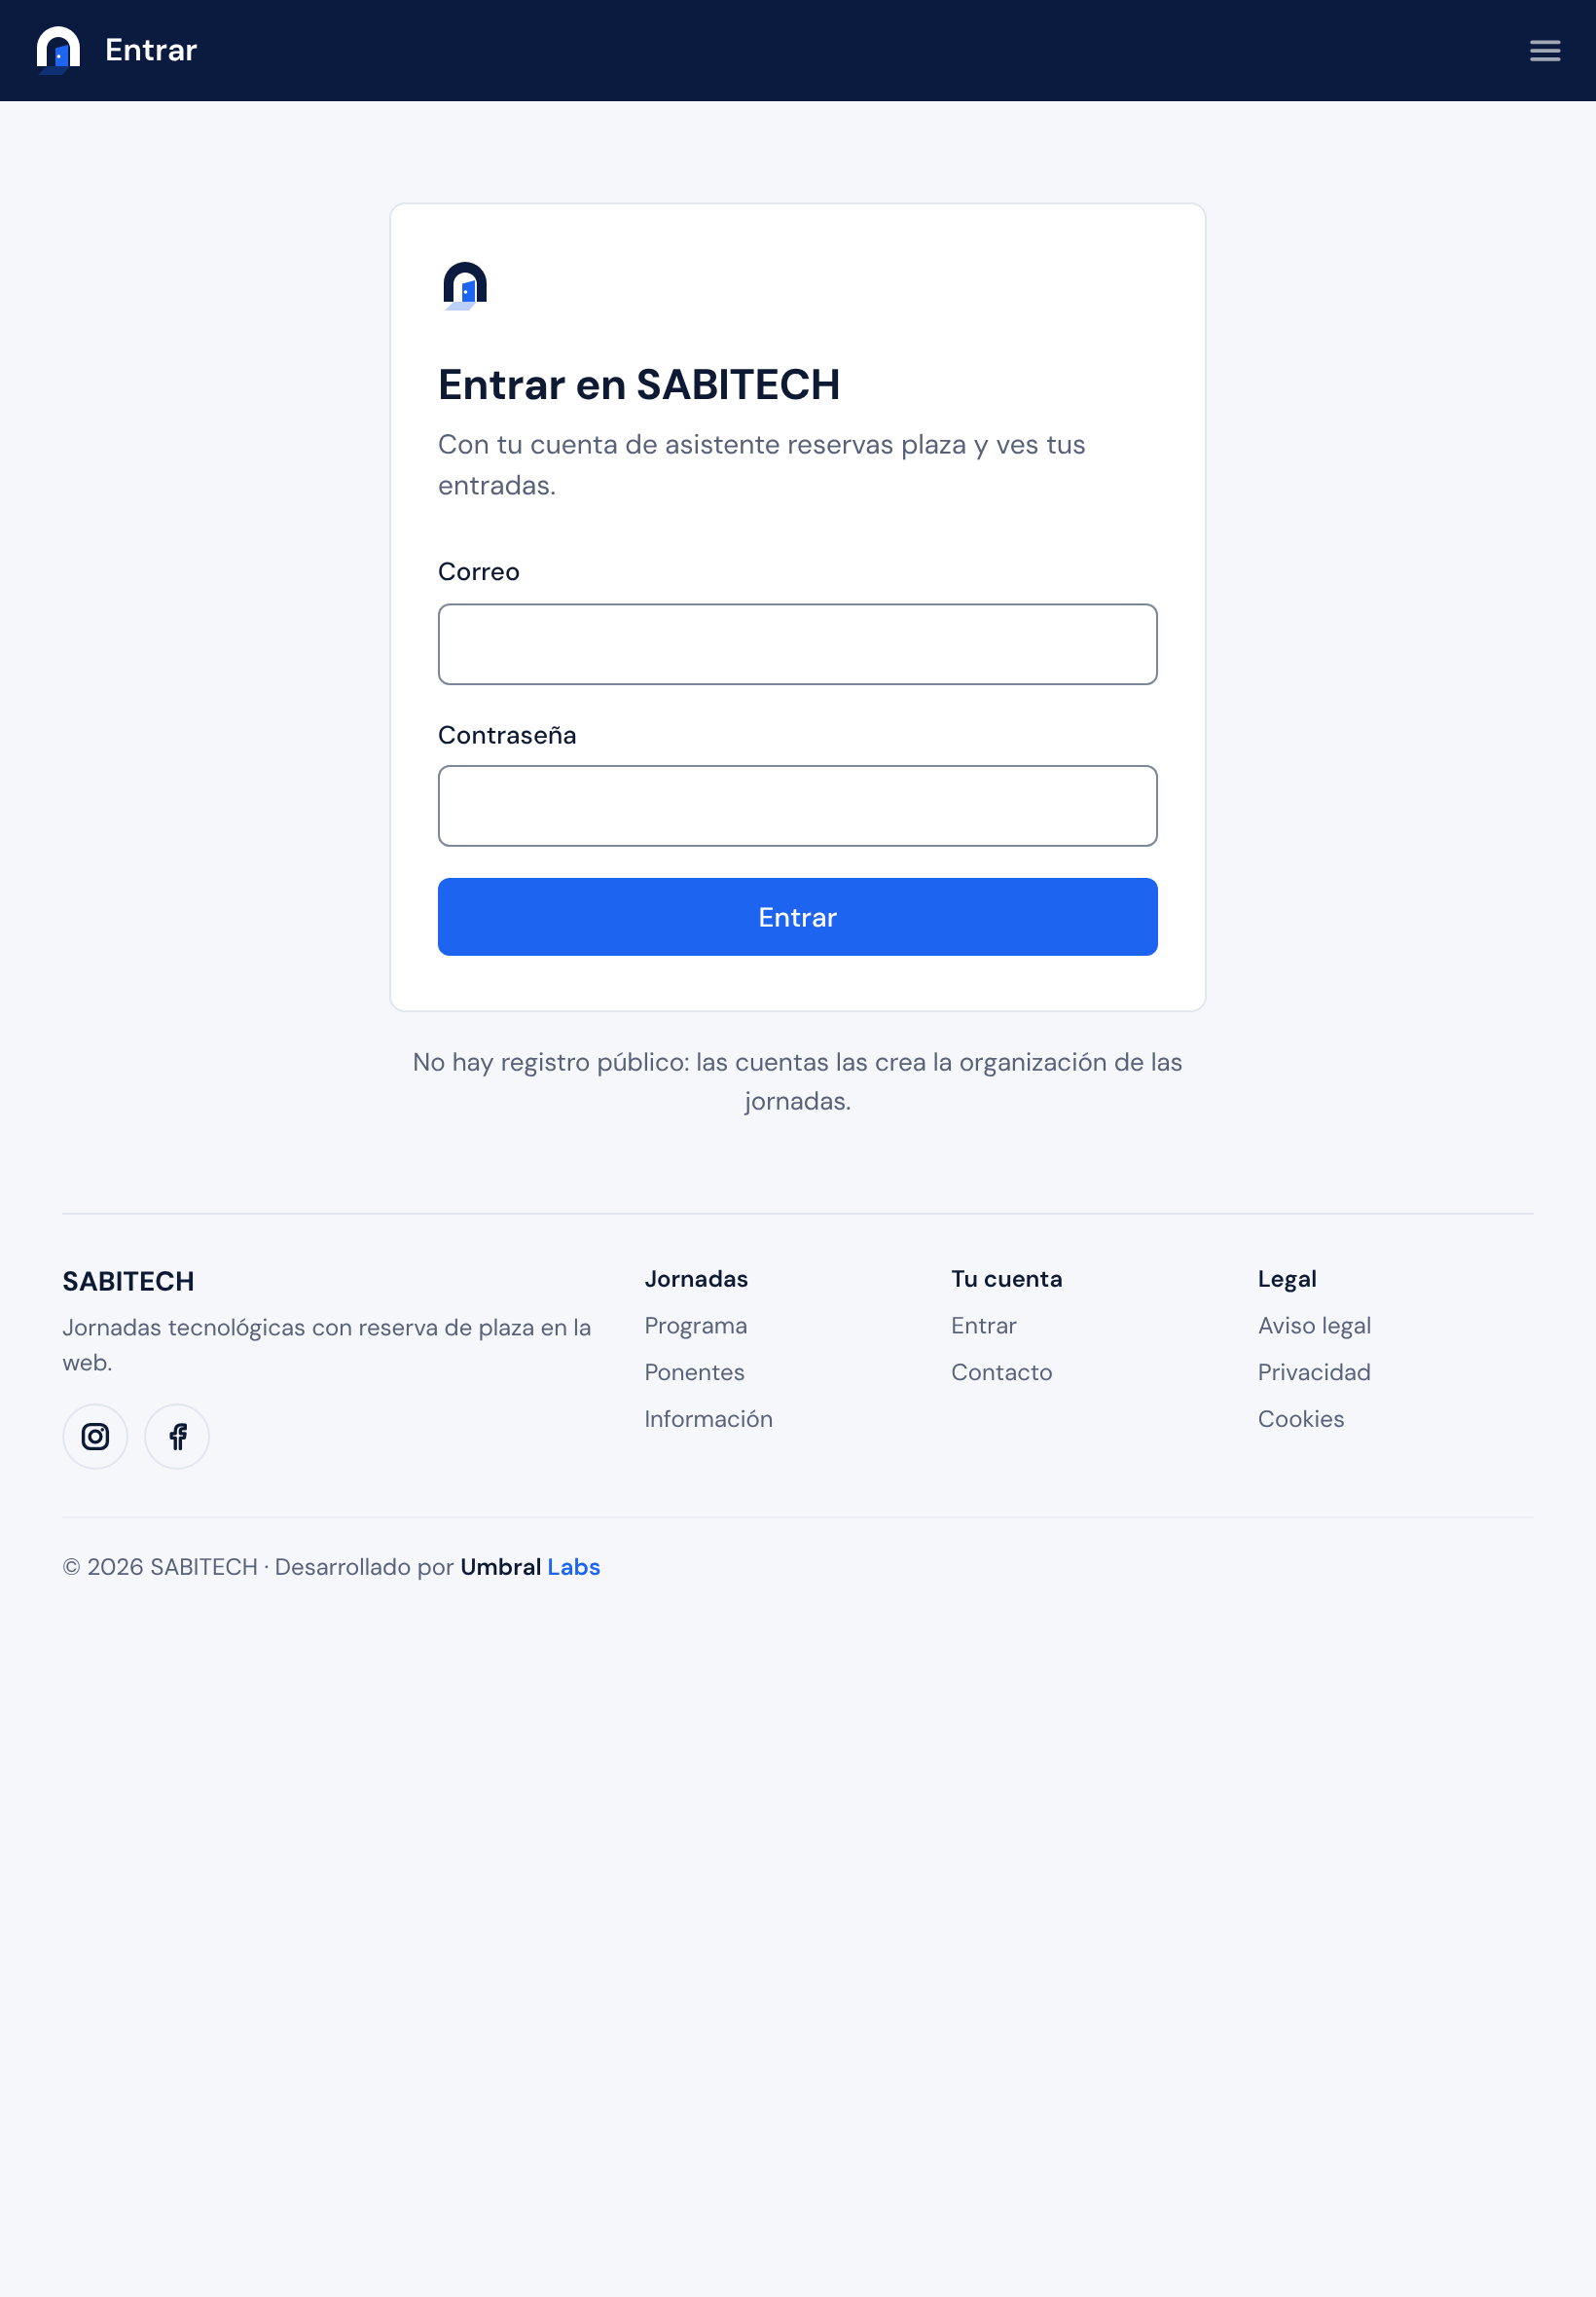 Entrar
Entrar en SABITECH
Con tu cuenta de asistente reservas plaza y ves tus
entradas.
Correo
Contraseña
Entrar
No hay registro público: las cuentas las crea la organización de las
jornadas.
SABITECH
Jornadas tecnológicas con reserva de plaza en la
web.
Jornadas
Programa
Ponentes
Información
Tu cuenta
Entrar
Contacto
Legal
Aviso legal
Privacidad
Cookies
© 2026 SABITECH · Desarrollado por Umbral Labs